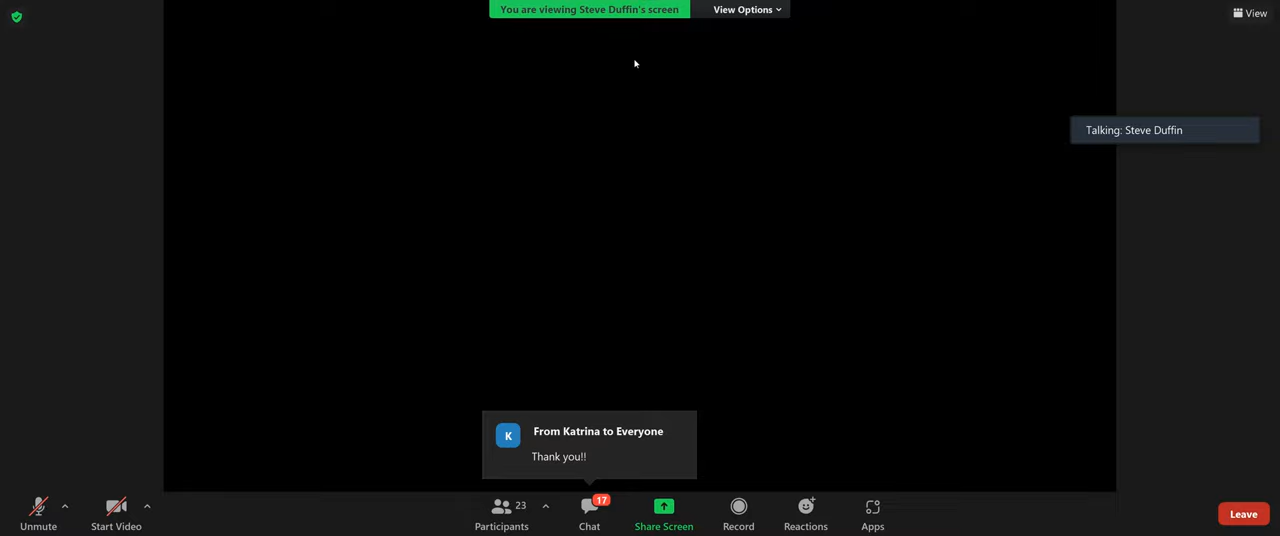 You are viewing Steve Duffin's screen
View Options
View
Talking: Steve Duffin
K
From Katrina to Everyone
Thank you!!
Unmute
Start Video
23
Participants
17
Chat
Share Screen
Record
Reactions
Apps
Leave